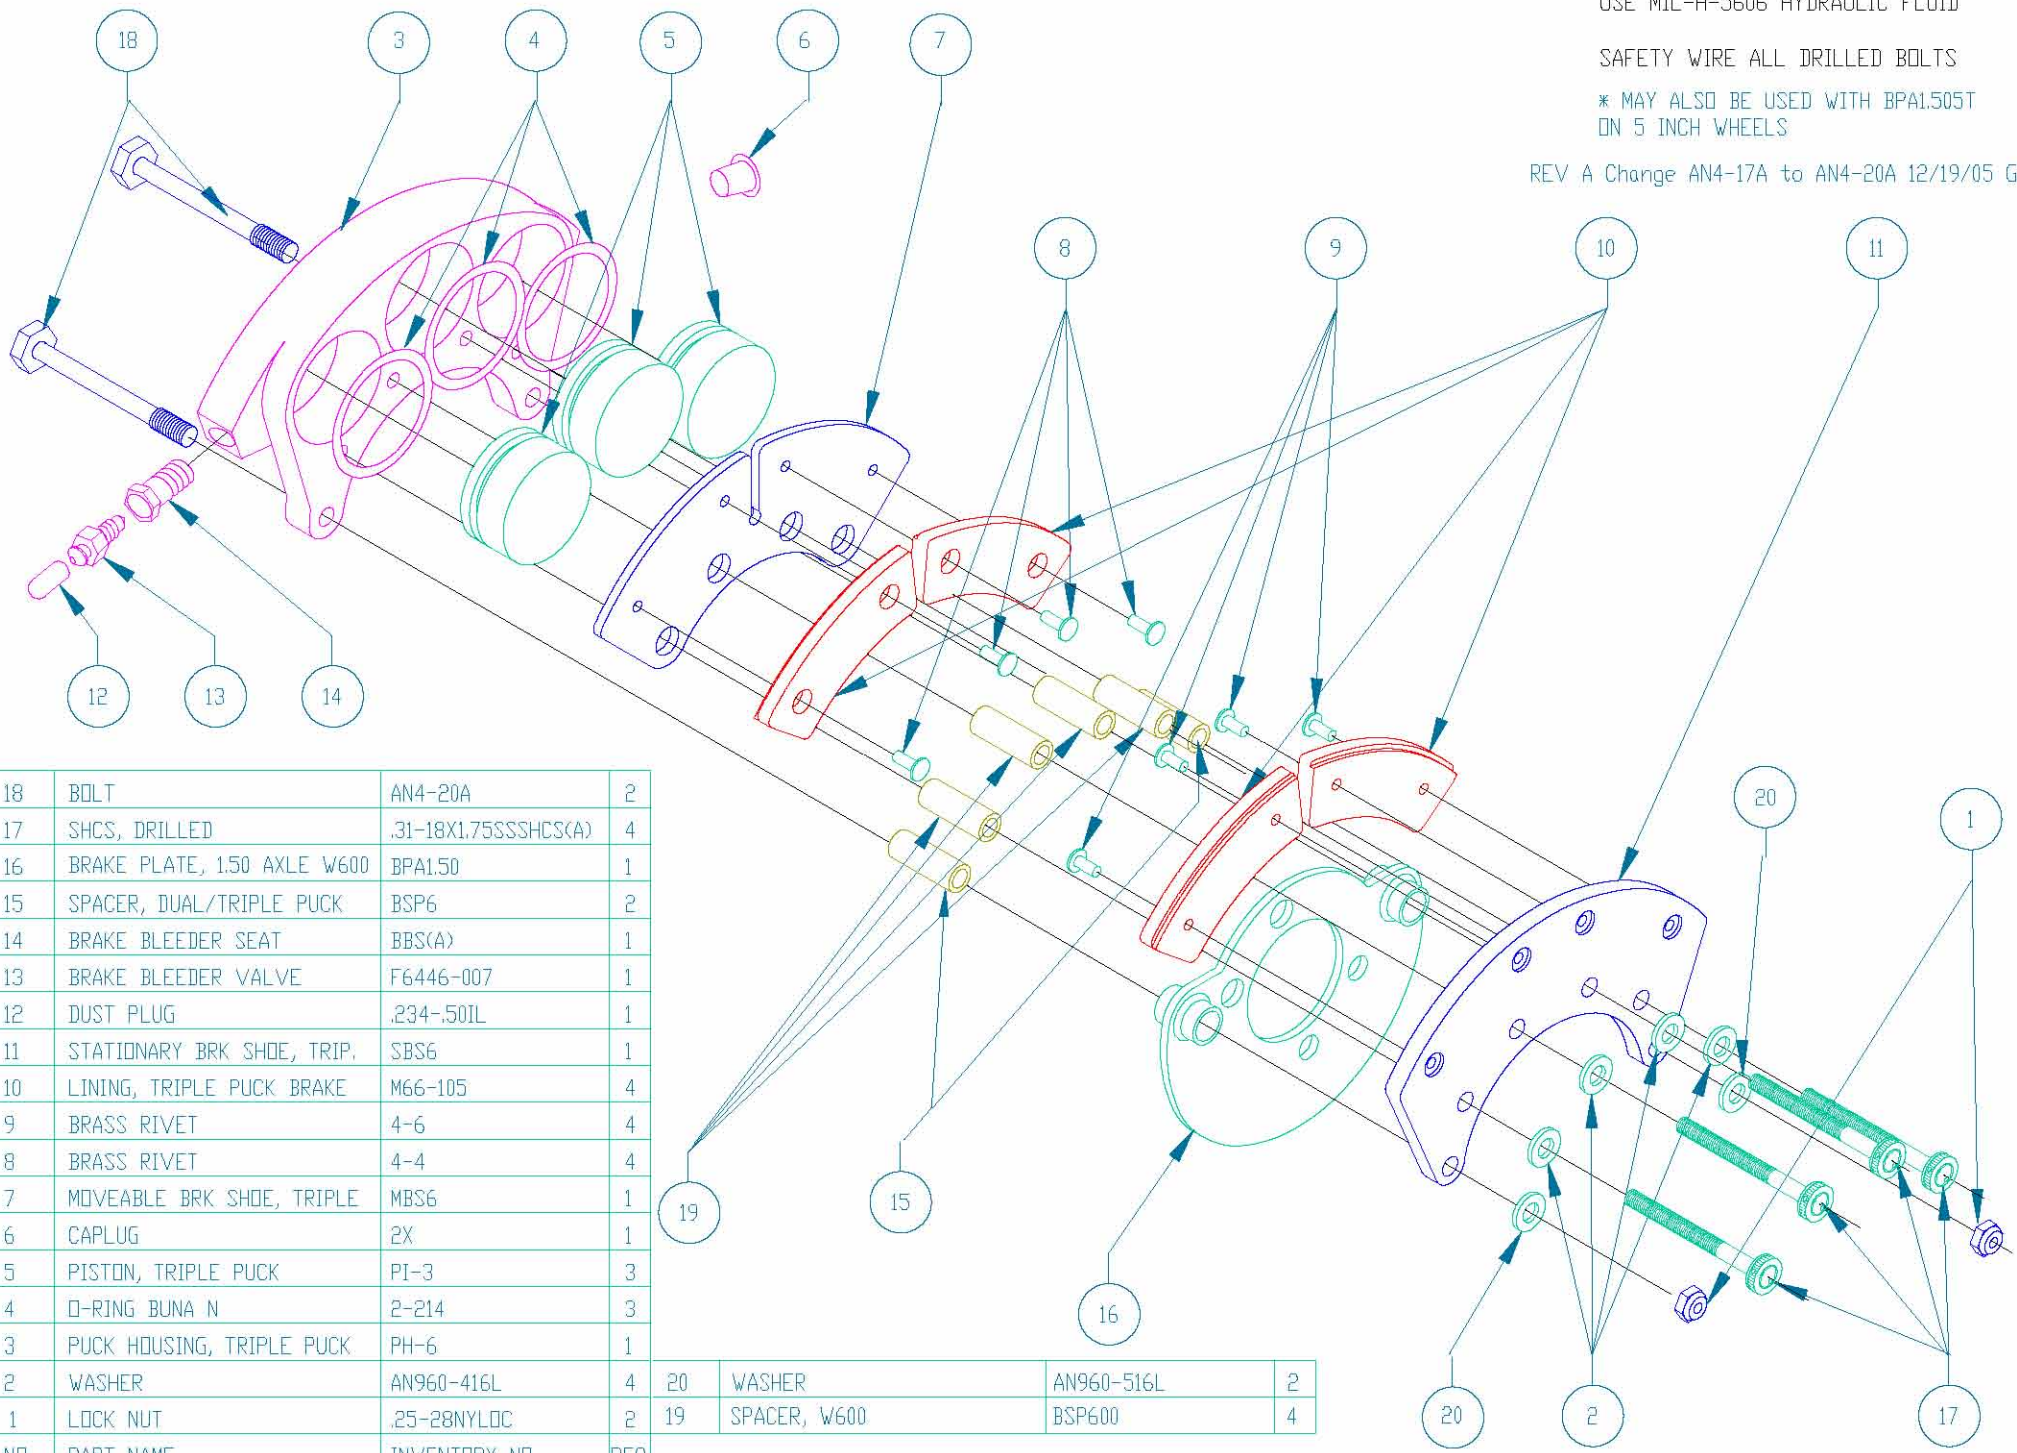 USE MIL-H-5606 HYDRAULIC FLUID
SAFETY WIRE ALL DRILLED BOLTS
* MAY ALSO BE USED WITH BPA1.505T
ON 5 INCH WHEELS
REV A Change AN4-17A to AN4-20A 12/19/05 G
18
3
4
5
6
7
8
9
10
11
12
13
14
20
1
19
15
16
20
2
17
18 BOLT AN4-20A 2
17 SHCS, DRILLED .31-18X1.75SSSHCS(A) 4
16 BRAKE PLATE, 1.50 AXLE W600 BPA1.50 1
15 SPACER, DUAL/TRIPLE PUCK BSP6 2
14 BRAKE BLEEDER SEAT BBS(A) 1
13 BRAKE BLEEDER VALVE F6446-007 1
12 DUST PLUG .234-.50IL 1
11 STATIONARY BRK SHOE, TRIP. SBS6 1
10 LINING, TRIPLE PUCK BRAKE M66-105 4
9 BRASS RIVET 4-6 4
8 BRASS RIVET 4-4 4
7 MOVEABLE BRK SHOE, TRIPLE MBS6 1
6 CAPLUG 2X 1
5 PISTON, TRIPLE PUCK PI-3 3
4 O-RING BUNA N 2-214 3
3 PUCK HOUSING, TRIPLE PUCK PH-6 1
2 WASHER AN960-416L 4
1 LOCK NUT .25-28NYLOC 2
NO PART NAME INVENTORY NO REQ
20 WASHER AN960-516L 2
19 SPACER, W600 BSP600 4